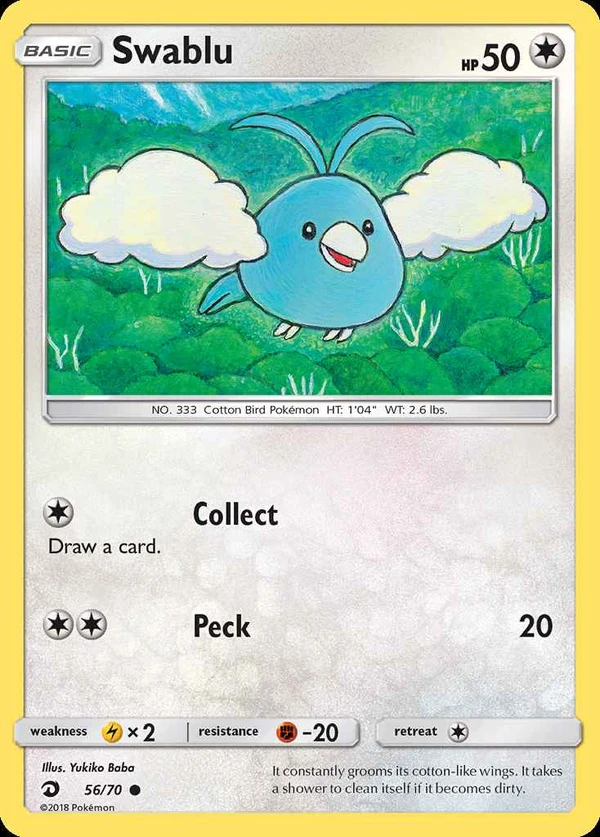 BASIC Swablu HP 50
NO. 333 Cotton Bird Pokémon HT: 1'04" WT: 2.6 lbs.
Collect
Draw a card.
Peck 20
weakness ×2 resistance -20 retreat
Illus. Yukiko Baba
56/70
©2018 Pokémon
It constantly grooms its cotton-like wings. It takes
a shower to clean itself if it becomes dirty.